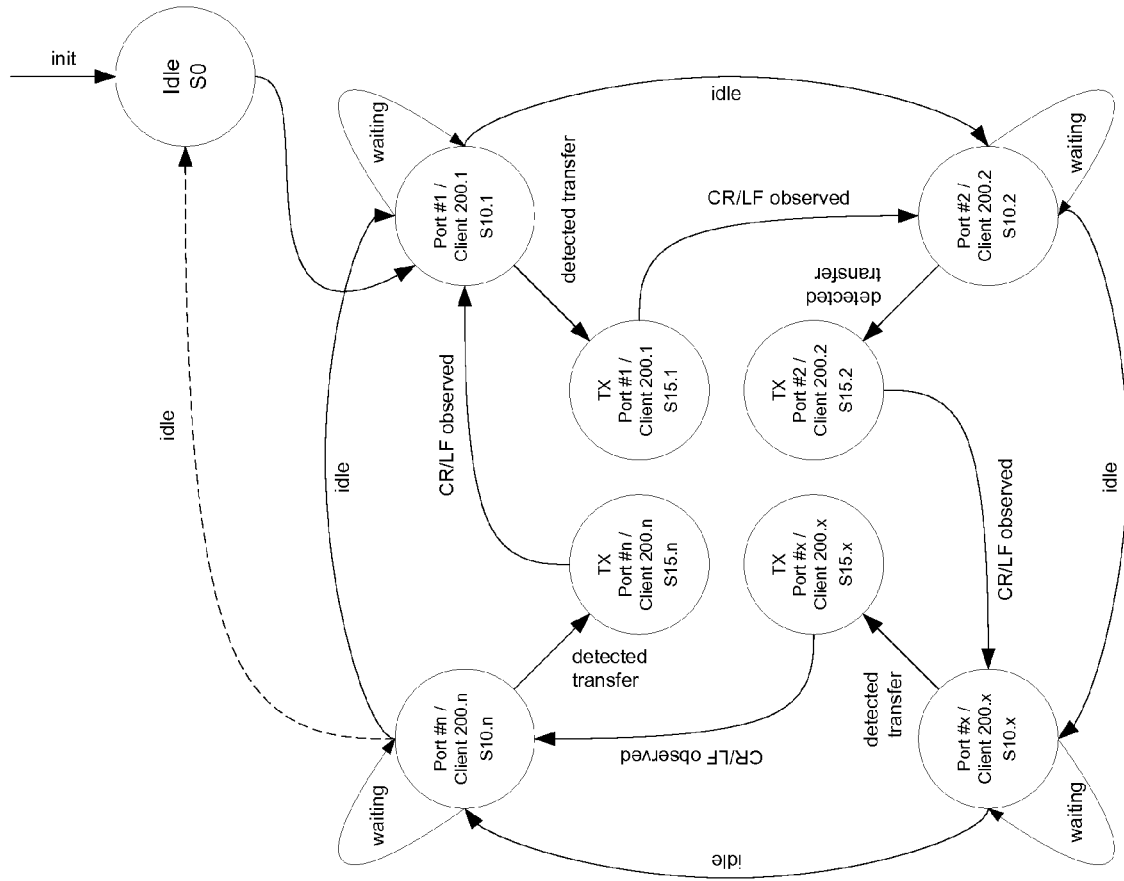 init
Idle
S0
waiting
idle
Port #1 /
Client 200.1
S10.1
detected transfer
CR/LF observed
Port #2 /
Client 200.2
S10.2
waiting
detected
transfer
TX
Port #1 /
Client 200.1
S15.1
TX
Port #2 /
Client 200.2
S15.2
idle
idle
CR/LF observed
CR/LF observed
idle
TX
Port #n /
Client 200.n
S15.n
TX
Port #x /
Client 200.x
S15.x
detected
transfer
detected
transfer
Port #n /
Client 200.n
S10.n
CR/LF observed
Port #x /
Client 200.x
S10.x
waiting
idle
waiting